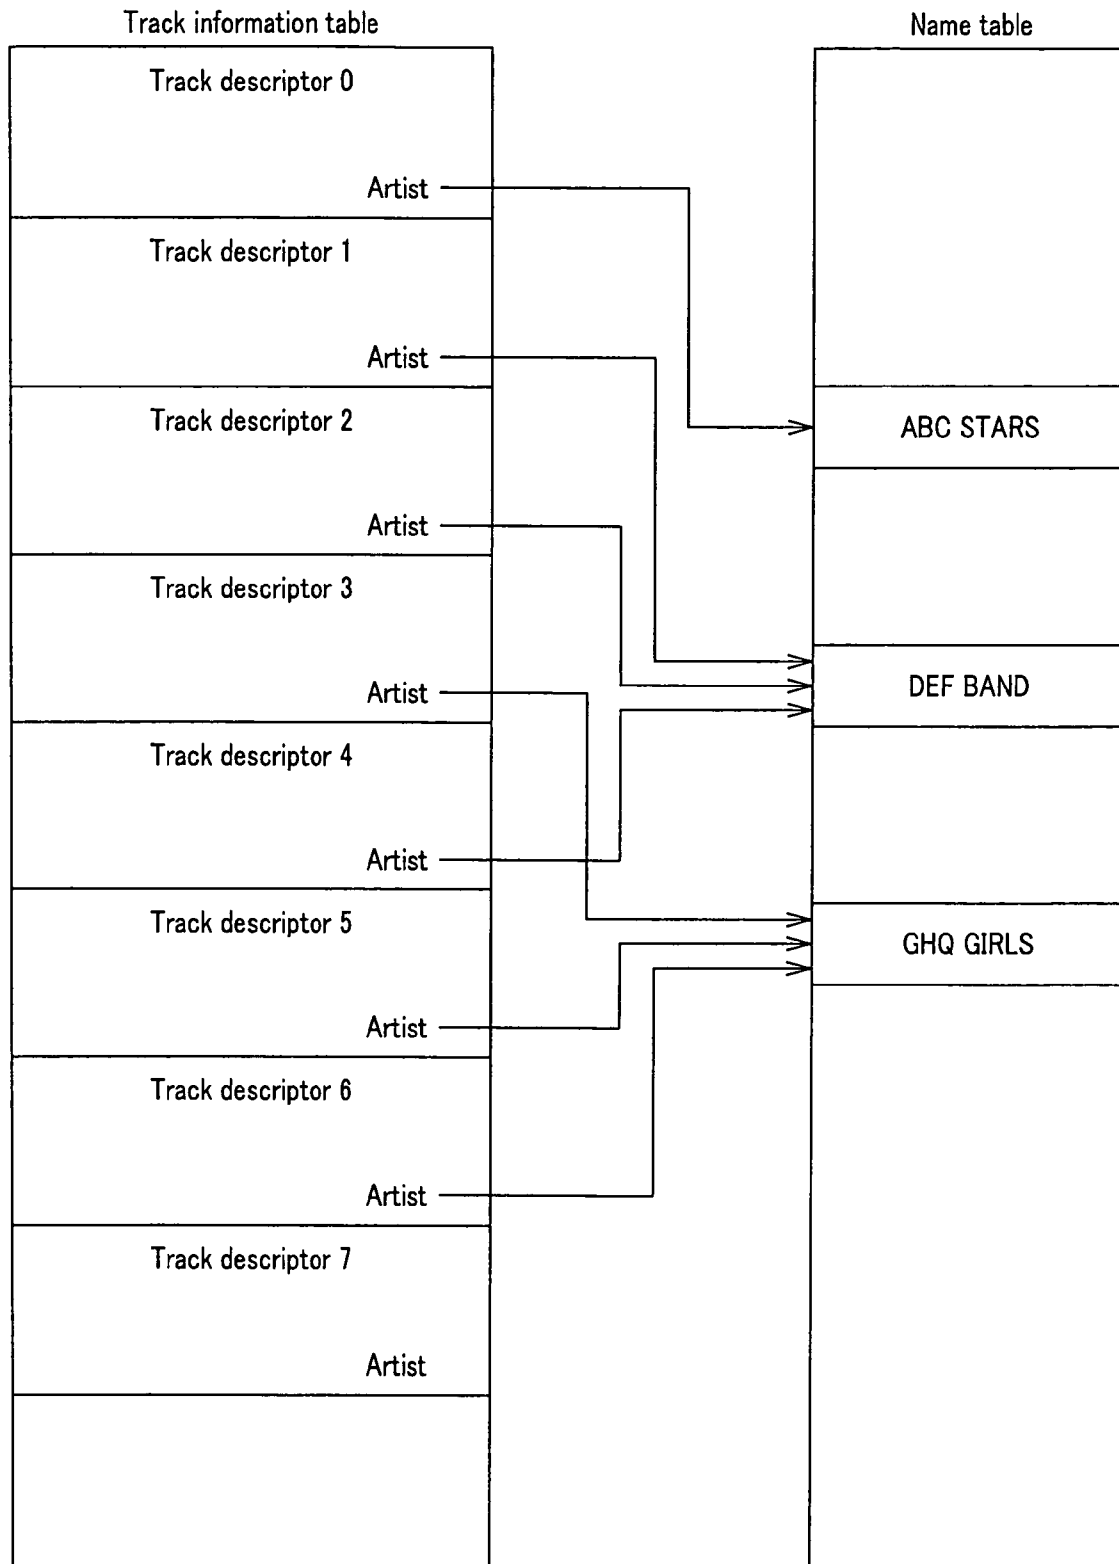 Track information table
Track descriptor 0
Artist
Track descriptor 1
Artist
Track descriptor 2
Artist
Track descriptor 3
Artist
Track descriptor 4
Artist
Track descriptor 5
Artist
Track descriptor 6
Artist
Track descriptor 7
Artist
Name table
ABC STARS
DEF BAND
GHQ GIRLS